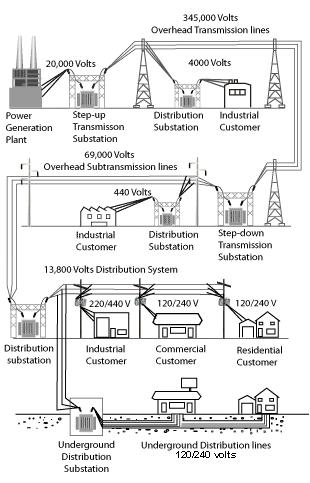 345,000 Volts
Overhead Transmission lines
20,000 Volts
4000 Volts
Power
Generation
Plant
Step-up
Transmisson
Substation
Distribution
Substation
Industrial
Customer
69,000 Volts
Overhead Subtransmission lines
440 Volts
Industrial
Customer
Distribution
Substation
Step-down
Transmission
Substation
13,800 Volts Distribution System
220/440 V
120/240 V
120/240 V
Distribution
substation
Industrial
Customer
Commercial
Customer
Residential
Customer
Underground
Distribution
Substation
Underground Distribution lines
120/240 volts